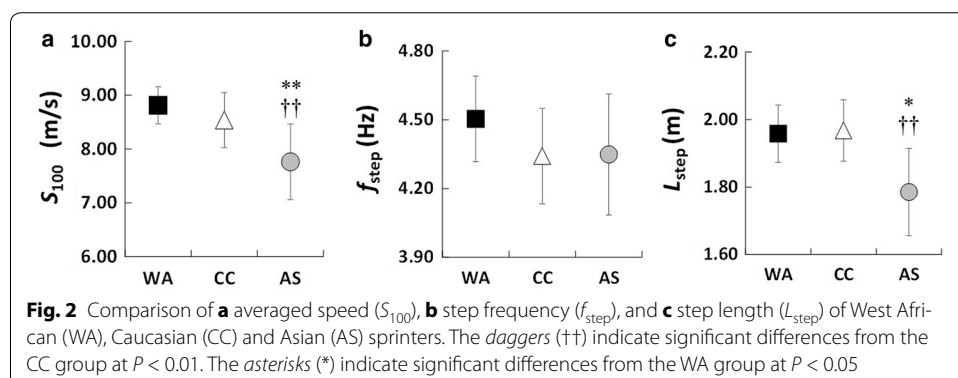 a
10.00
9.00
8.00
7.00
6.00
S100 (m/s)
**
††
WA CC AS
b
4.80
4.50
4.20
3.90
fstep (Hz)
WA CC AS
c
2.20
2.00
1.80
1.60
Lstep (m)
*
††
WA CC AS
Fig. 2 Comparison of a averaged speed (S100), b step frequency (fstep), and c step length (Lstep) of West Afri-
can (WA), Caucasian (CC) and Asian (AS) sprinters. The daggers (††) indicate significant differences from the
CC group at P < 0.01. The asterisks (*) indicate significant differences from the WA group at P < 0.05